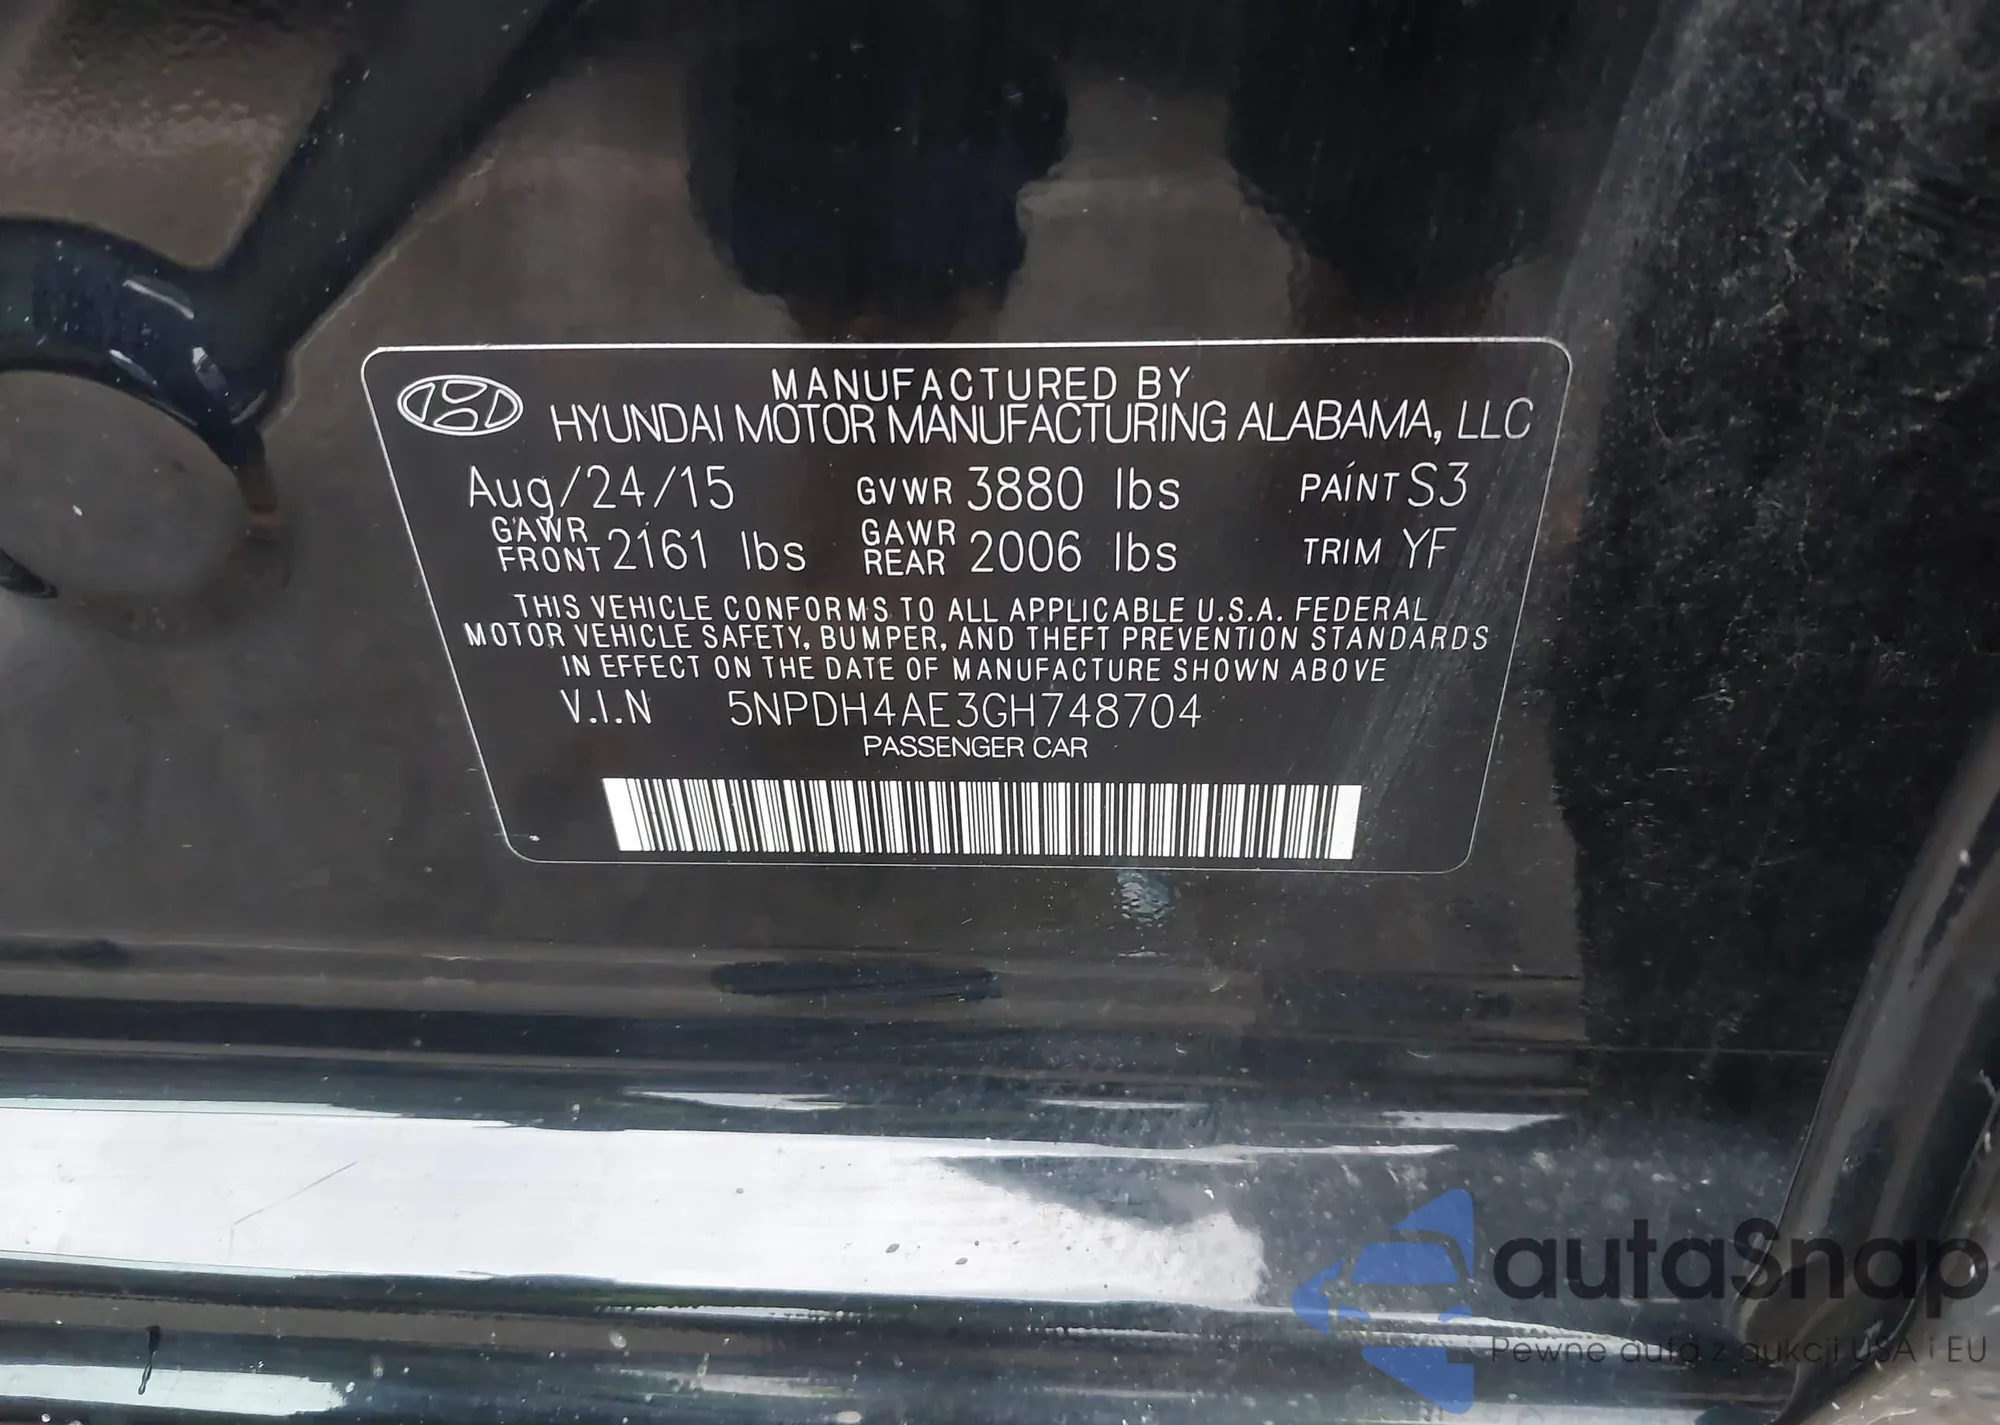 MANUFACTURED BY
HYUNDAI MOTOR MANUFACTURING ALABAMA, LLC
Aug/24/15 GVWR 3880 lbs PAINT S3
GAWR FRONT 2161 lbs GAWR REAR 2006 lbs TRIM YF
THIS VEHICLE CONFORMS TO ALL APPLICABLE U.S.A. FEDERAL
MOTOR VEHICLE SAFETY, BUMPER, AND THEFT PREVENTION STANDARDS
IN EFFECT ON THE DATE OF MANUFACTURE SHOWN ABOVE
V.I.N 5NPDH4AE3GH748704
PASSENGER CAR
autaSnap
Pewne auta z aukcji USA i EU